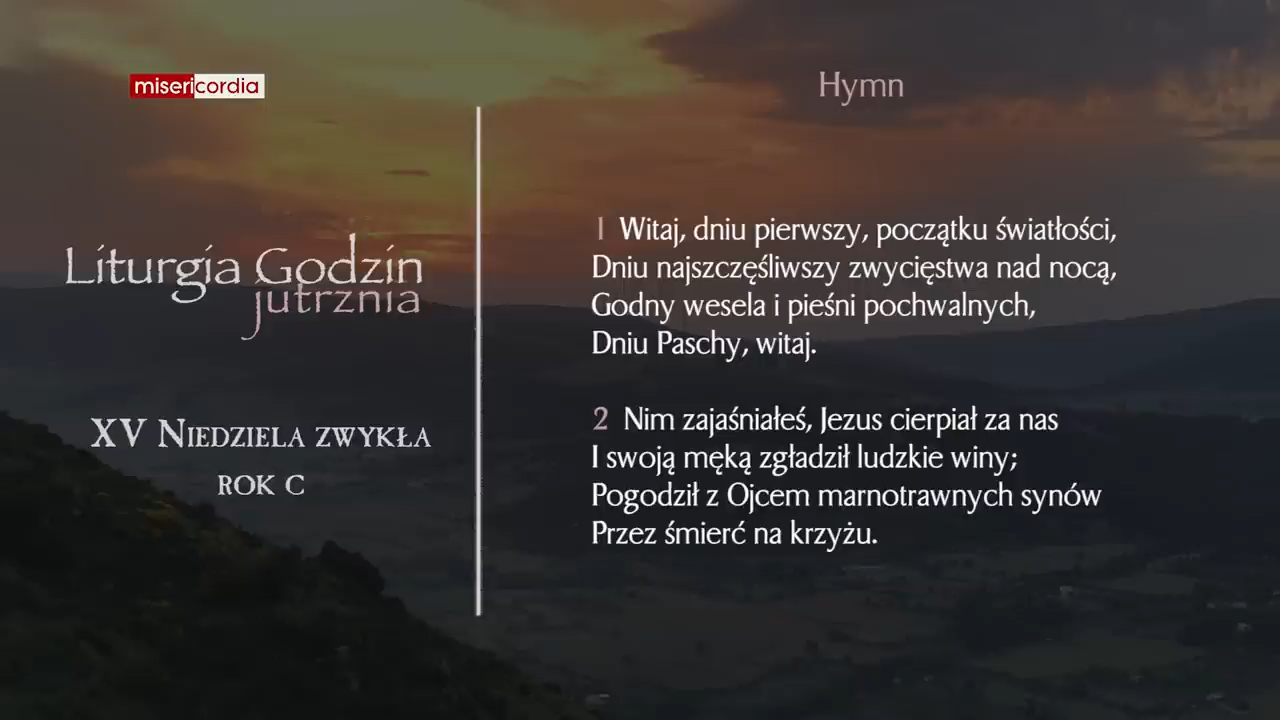 misericordia
Liturgia Godzin
jutrznia
XV Niedziela zwykła
rok C
Hymn
1 Witaj, dniu pierwszy, początku światłości,
Dniu najszczęśliwszy zwycięstwa nad nocą,
Godny wesela i pieśni pochwalnych,
Dniu Paschy, witaj.
2 Nim zajaśniałeś, Jezus cierpiał za nas
I swoją męką zgładził ludzkie winy;
Pogodził z Ojcem marnotrawnych synów
Przez śmierć na krzyżu.